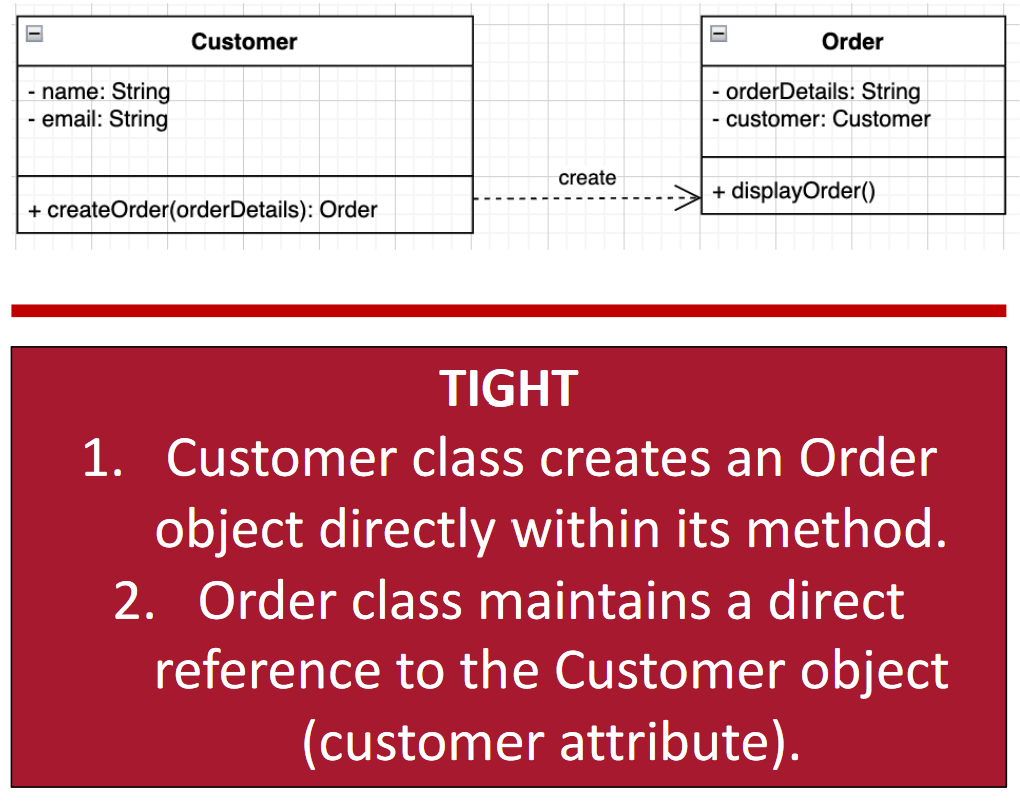 Customer
- name: String
- email: String
+ createOrder(orderDetails): Order
create
Order
- orderDetails: String
- customer: Customer
+ displayOrder()
TIGHT
1. Customer class creates an Order
object directly within its method.
2. Order class maintains a direct
reference to the Customer object
(customer attribute).